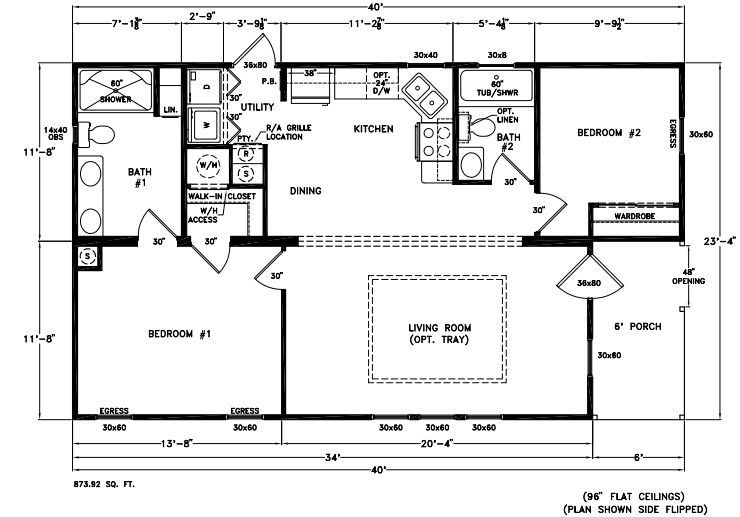 40'
7'-1 3/8"
2'-9"
3'-9 1/8"
11'-2 7/8"
5'-4 1/8"
9'-9 1/2"
36x80
30x40
30x8
60"
SHOWER
LIN.
D
W
30"
30"
UTILITY
P.B.
38"
OPT.
24"
D/W
60"
TUB/SHWR
OPT.
LINEN
14x40
OBS
PTY.
R/A GRILLE
LOCATION
KITCHEN
BATH
#2
BEDROOM #2
EGRESS
30x60
11'-8"
BATH
#1
W/H
R
S
DINING
30"
30"
WALK-IN CLOSET
W/H
ACCESS
WARDROBE
30"
30"
23'-4"
S
30"
36x80
48"
OPENING
11'-8"
BEDROOM #1
LIVING ROOM
(OPT. TRAY)
6' PORCH
30x60
EGRESS
EGRESS
30x60
30x60
30x60
30x60
30x60
13'-8"
20'-4"
34'
6'
40'
873.92 SQ. FT.
(96" FLAT CEILINGS)
(PLAN SHOWN SIDE FLIPPED)